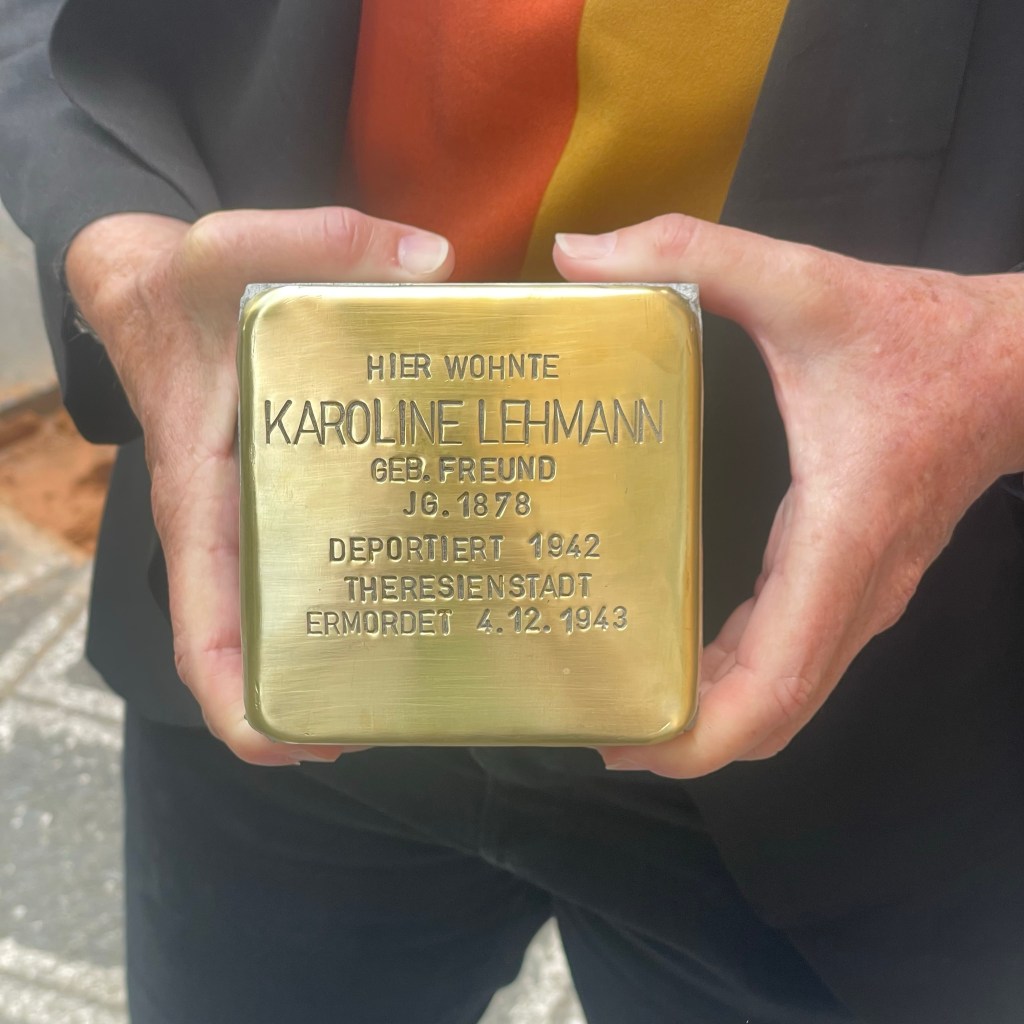 HIER WOHNTE
KAROLINE LEHMANN
GEB. FREUND
JG. 1878
DEPORTIERT 1942
THERESIENSTADT
ERMORDET 4.12.1943